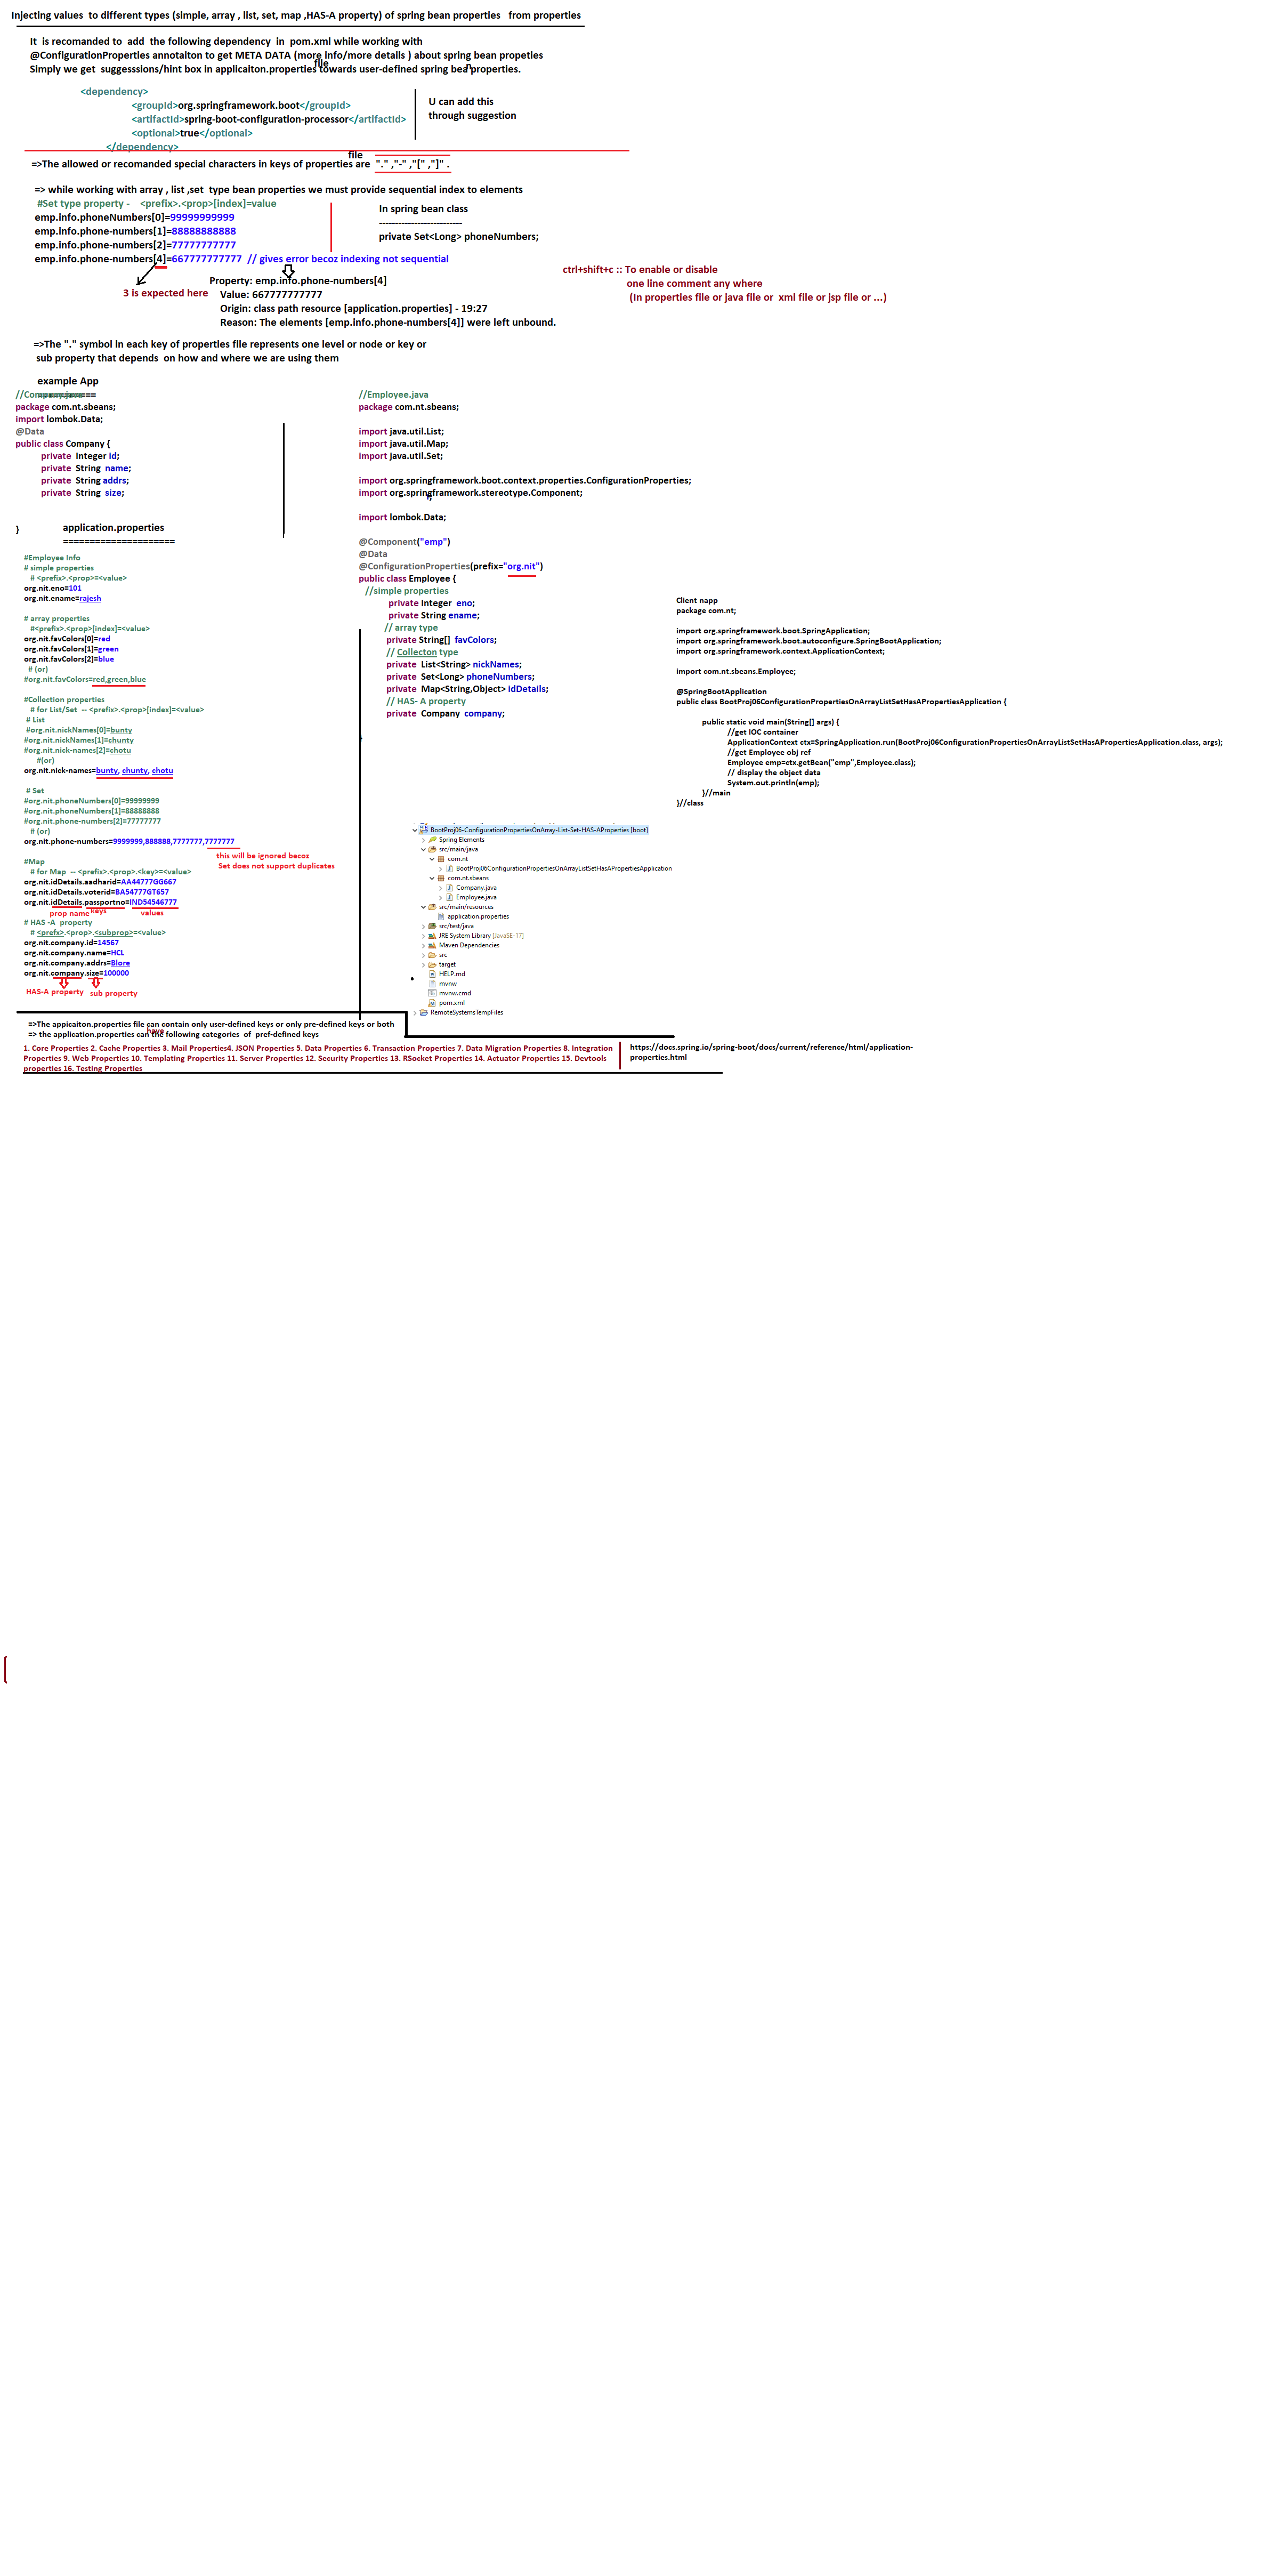 Injecting values  to different types (simple, array , list, set, map ,HAS-A property) of spring bean properties   from properties
file
It  is recomanded to  add  the following dependency  in  pom.xml while working with
@ConfigurationProperties annotaiton to get META DATA (more info/more details ) about spring bean propeties
Simply we get  suggesssions/hint box in applicaiton.properties towards user-defined spring bea properties.
n
<dependency>
<groupId>org.springframework.boot</groupId>
<artifactId>spring-boot-configuration-processor</artifactId>
<optional>true</optional>
</dependency>
U can add this
through suggestion
file
=>The allowed or recomanded special characters in keys of properties are  "." ,"-" ,"[" ,"]" .
=> while working with array , list ,set  type bean properties we must provide sequential index to elements
#Set type property -    <prefix>.<prop>[index]=value
emp.info.phoneNumbers[0]=99999999999
emp.info.phone-numbers[1]=88888888888
emp.info.phone-numbers[2]=77777777777
emp.info.phone-numbers[4]=667777777777  // gives error becoz indexing not sequential
In spring bean class
--------------------------
private Set<Long> phoneNumbers;
3 is expected here
Property: emp.info.phone-numbers[4]
Value: 667777777777
Origin: class path resource [application.properties] - 19:27
Reason: The elements [emp.info.phone-numbers[4]] were left unbound.
ctrl+shift+c :: To enable or disable
one line comment any where
(In properties file or java file or  xml file or jsp file or ...)
=>The "." symbol in each key of properties file represents one level or node or key or
sub property that depends  on how and where we are using them
example App
===========
//Company.java
package com.nt.sbeans;
import lombok.Data;
@Data
public class Company {
private  Integer id;
private  String  name;
private  String addrs;
private  String  size;
}
//Employee.java
package com.nt.sbeans;
import java.util.List;
import java.util.Map;
import java.util.Set;
import org.springframework.boot.context.properties.ConfigurationProperties;
import org.springframework.stereotype.Component;
import lombok.Data;
@Component("emp")
@Data
@ConfigurationProperties(prefix="org.nit")
public class Employee {
//simple properties
private Integer  eno;
private String ename;
// array type
private String[]  favColors;
// Collecton type
private  List<String> nickNames;
private  Set<Long> phoneNumbers;
private  Map<String,Object> idDetails;
// HAS- A property
private  Company  company;
}
application.properties
=====================
#Employee Info
# simple properties
# <prefix>.<prop>=<value>
org.nit.eno=101
org.nit.ename=rajesh
# array properties
#<prefix>.<prop>[index]=<value>
org.nit.favColors[0]=red
org.nit.favColors[1]=green
org.nit.favColors[2]=blue
# (or)
#org.nit.favColors=red,green,blue
#Collection properties
# for List/Set  -- <prefix>.<prop>[index]=<value>
# List
#org.nit.nickNames[0]=bunty
#org.nit.nickNames[1]=chunty
#org.nit.nick-names[2]=chotu
#(or)
org.nit.nick-names=bunty, chunty, chotu
# Set
#org.nit.phoneNumbers[0]=99999999
#org.nit.phoneNumbers[1]=88888888
#org.nit.phone-numbers[2]=77777777
# (or)
org.nit.phone-numbers=9999999,888888,7777777,7777777
this will be ignored becoz
Set does not support duplicates
#Map
# for Map  -- <prefix>.<prop>.<key>=<value>
org.nit.idDetails.aadharid=AA44777GG667
org.nit.idDetails.voterid=BA54777GT657
org.nit.idDetails.passportno=IND54546777
prop name keys values
# HAS -A  property
# <prefix>.<prop>.<subprop>=<value>
org.nit.company.id=14567
org.nit.company.name=HCL
org.nit.company.addrs=Blore
org.nit.company.size=100000
HAS-A property   sub property
Client napp
package com.nt;
import org.springframework.boot.SpringApplication;
import org.springframework.boot.autoconfigure.SpringBootApplication;
import org.springframework.context.ApplicationContext;
import com.nt.sbeans.Employee;
@SpringBootApplication
public class BootProj06ConfigurationPropertiesOnArrayListSetHasAPropertiesApplication {
public static void main(String[] args) {
//get IOC container
ApplicationContext ctx=SpringApplication.run(BootProj06ConfigurationPropertiesOnArrayListSetHasAPropertiesApplication.class, args);
//get Employee obj ref
Employee emp=ctx.getBean("emp",Employee.class);
// display the object data
System.out.println(emp);
}//main
}//class
BootProj06-ConfigurationPropertiesOnArray-List-Set-HAS-AProperties [boot]
Spring Elements
src/main/java
com.nt
BootProj06ConfigurationPropertiesOnArrayListSetHasAPropertiesApplication
com.nt.sbeans
Company.java
Employee.java
src/main/resources
application.properties
src/test/java
JRE System Library [JavaSE-17]
Maven Dependencies
src
target
HELP.md
mvnw
mvnw.cmd
pom.xml
RemoteSystemsTempFiles
=>The appicaiton.properties file can contain only user-defined keys or only pre-defined keys or both
have
=> the application.properties can the following categories  of  pref-defined keys
1. Core Properties 2. Cache Properties 3. Mail Properties4. JSON Properties 5. Data Properties 6. Transaction Properties 7. Data Migration Properties 8. Integration
Properties 9. Web Properties 10. Templating Properties 11. Server Properties 12. Security Properties 13. RSocket Properties 14. Actuator Properties 15. Devtools
properties 16. Testing Properties
https://docs.spring.io/spring-boot/docs/current/reference/html/application-
properties.html